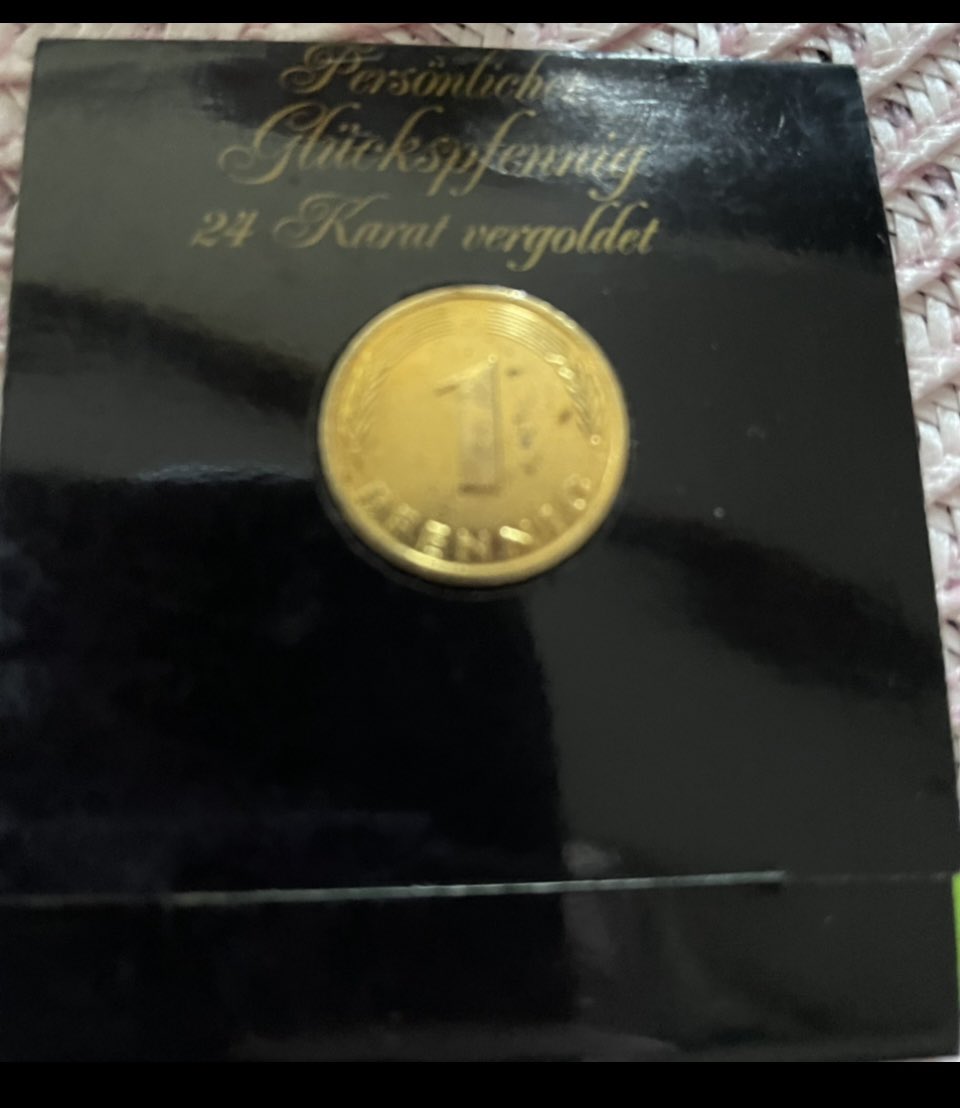 Persönlicher
Glückspfennig
24 Karat vergoldet
1
PFENNIG